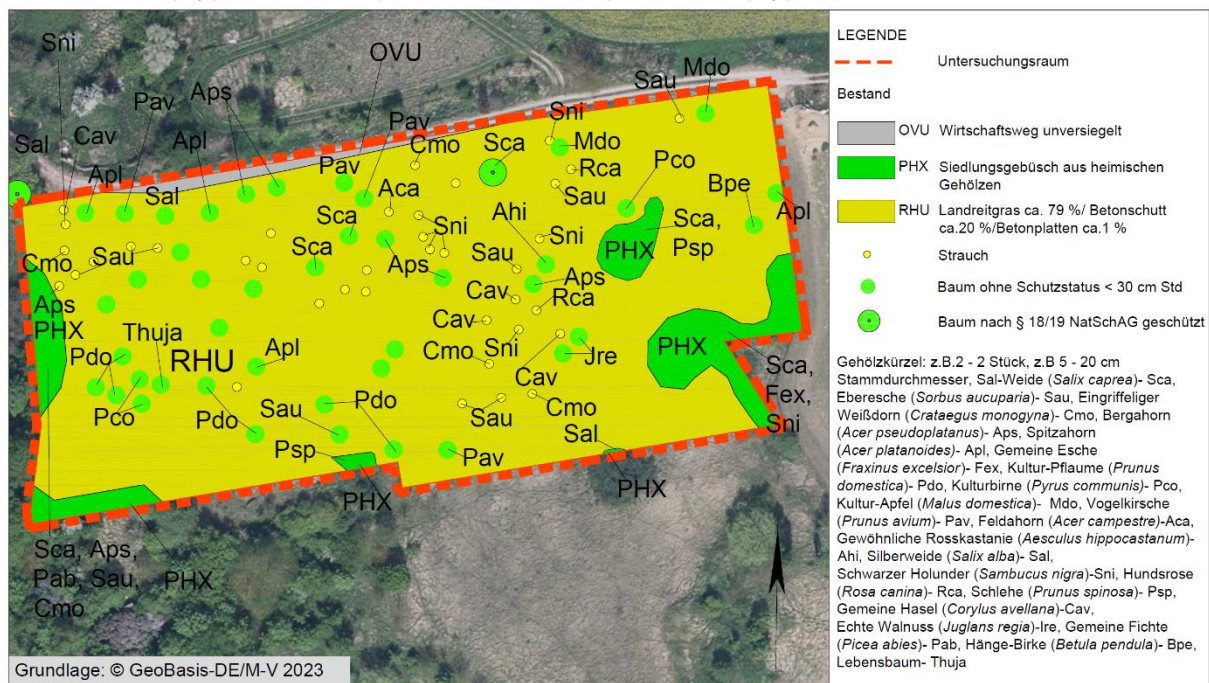 Sni
OVU
Mdo
Sau
Pav
Aps
Cav
Pav
Sni
Apl
Cmo
Sca
Mdo
Sal
Pav
Rca
Pco
Apl
Aca
Sau
Bpe
Sal
Sca
Ahi
Sca,
Psp
Apl
Sni
Sni
PHX
Cmo
Sau
Sca
Sau
Aps
Aps
Cav
Rca
Aps
PHX
Thuja
Cav
PHX
Pdo
RHU
Apl
Cmo
Sni
Jre
Sca,
Fex,
Sni
Cav
Pco
Pdo
Sau
Pdo
Sau
Cmo
Psp
Pav
Sal
PHX
PHX
Sca, Aps,
Pab, Sau,
Cmo
PHX
Grundlage: © GeoBasis-DE/M-V 2023
LEGENDE
Untersuchungsraum
Bestand
OVU Wirtschaftsweg unversiegelt
PHX Siedlungsgebüsch aus heimischen
Gehölzen
RHU Landreitgras ca. 79 %/ Betonschutt
ca.20 %/Betonplatten ca.1 %
Strauch
Baum ohne Schutzstatus < 30 cm Std
Baum nach § 18/19 NatSchAG geschützt
Gehölzkürzel: z.B.2 - 2 Stück, z.B 5 - 20 cm
Stammdurchmesser, Sal-Weide (Salix caprea)- Sca,
Eberesche (Sorbus aucuparia)- Sau, Eingriffeliger
Weißdorn (Crataegus monogyna)- Cmo, Bergahorn
(Acer pseudoplatanus)- Aps, Spitzahorn
(Acer platanoides)- Apl, Gemeine Esche
(Fraxinus excelsior)- Fex, Kultur-Pflaume (Prunus
domestica)- Pdo, Kulturbirne (Pyrus communis)- Pco,
Kultur-Apfel (Malus domestica)- Mdo, Vogelkirsche
(Prunus avium)- Pav, Feldahorn (Acer campestre)-Aca,
Gewöhnliche Rosskastanie (Aesculus hippocastanum)-
Ahi, Silberweide (Salix alba)- Sal,
Schwarzer Holunder (Sambucus nigra)-Sni, Hundsrose
(Rosa canina)- Rca, Schlehe (Prunus spinosa)- Psp,
Gemeine Hasel (Corylus avellana)-Cav,
Echte Walnuss (Juglans regia)-Ire, Gemeine Fichte
(Picea abies)- Pab, Hänge-Birke (Betula pendula)- Bpe,
Lebensbaum- Thuja